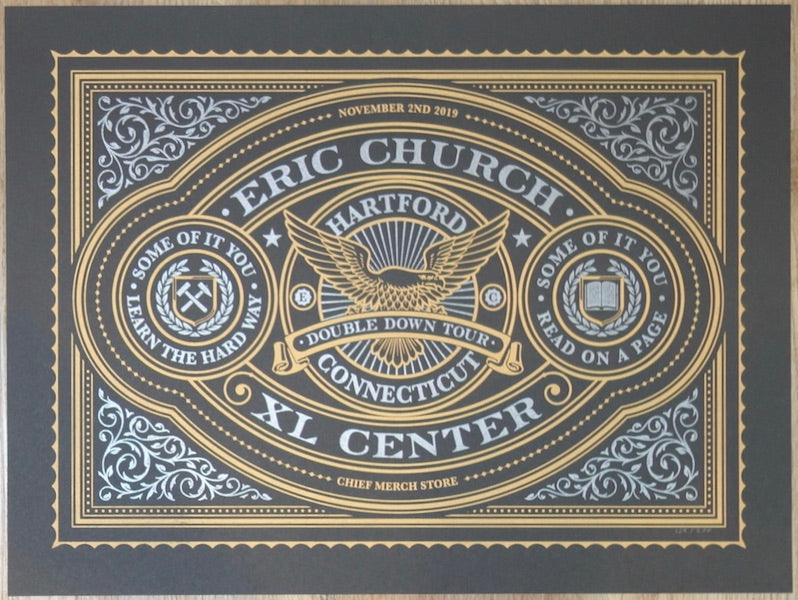 NOVEMBER 2ND 2019
ERIC CHURCH
HARTFORD
SOME OF IT YOU
LEARN THE HARD WAY
E
C
SOME OF IT YOU
READ ON A PAGE
DOUBLE DOWN TOUR
CONNECTICUT
XL CENTER
CHIEF MERCH STORE